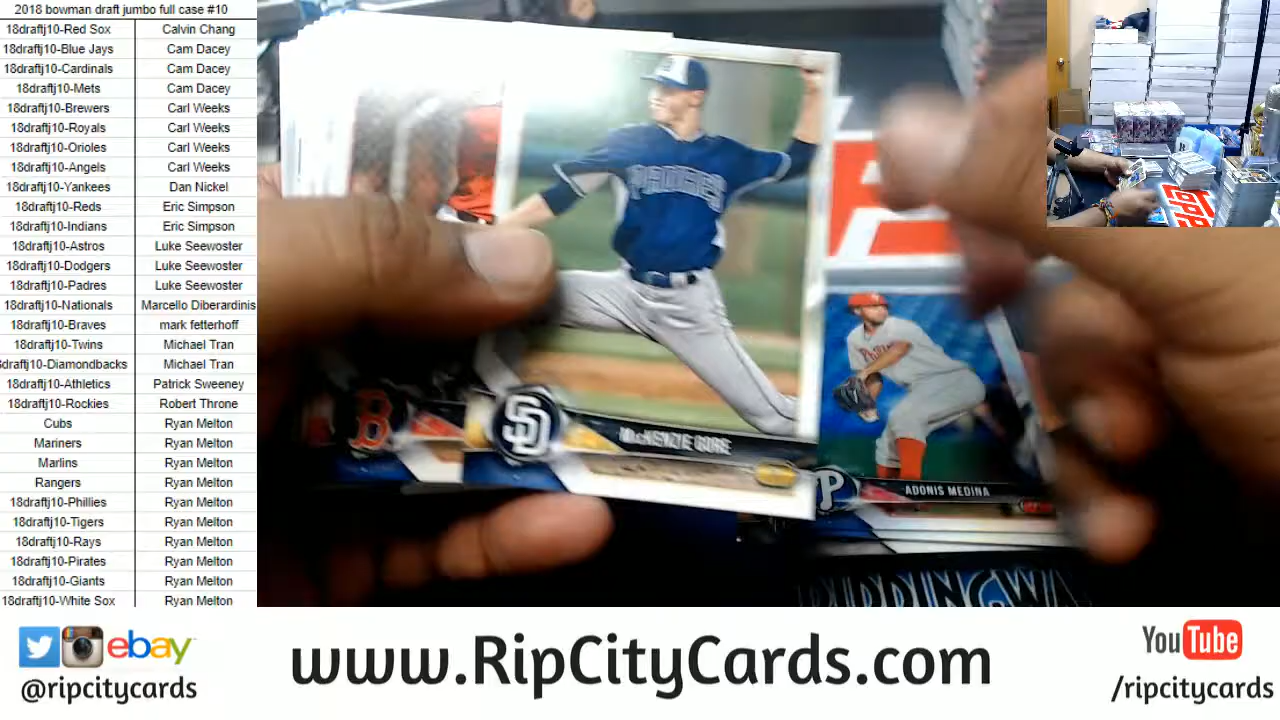 2018 bowman draft jumbo full case #10
18draftj10-Red Sox Calvin Chang
18draftj10-Blue Jays Cam Dacey
18draftj10-Cardinals Cam Dacey
18draftj10-Mets Cam Dacey
18draftj10-Brewers Carl Weeks
18draftj10-Royals Carl Weeks
18draftj10-Orioles Carl Weeks
18draftj10-Angels Carl Weeks
18draftj10-Yankees Dan Nickel
18draftj10-Reds Eric Simpson
18draftj10-Indians Eric Simpson
18draftj10-Astros Luke Seewoster
18draftj10-Dodgers Luke Seewoster
18draftj10-Padres Luke Seewoster
18draftj10-Nationals Marcello Diberardinis
18draftj10-Braves mark fetterhoff
18draftj10-Twins Michael Tran
8draftj10-Diamondbacks Michael Tran
18draftj10-Athletics Patrick Sweeney
18draftj10-Rockies Robert Throne
Cubs Ryan Melton
Mariners Ryan Melton
Marlins Ryan Melton
Rangers Ryan Melton
18draftj10-Phillies Ryan Melton
18draftj10-Tigers Ryan Melton
18draftj10-Rays Ryan Melton
18draftj10-Pirates Ryan Melton
18draftj10-Giants Ryan Melton
18draftj10-White Sox Ryan Melton
PADRES
SD
McKENZIE GORE
B
Phillies
P
ADONIS MEDINA
ebay
@ripcitycards
www.RipCityCards.com
YouTube
/ripcitycards